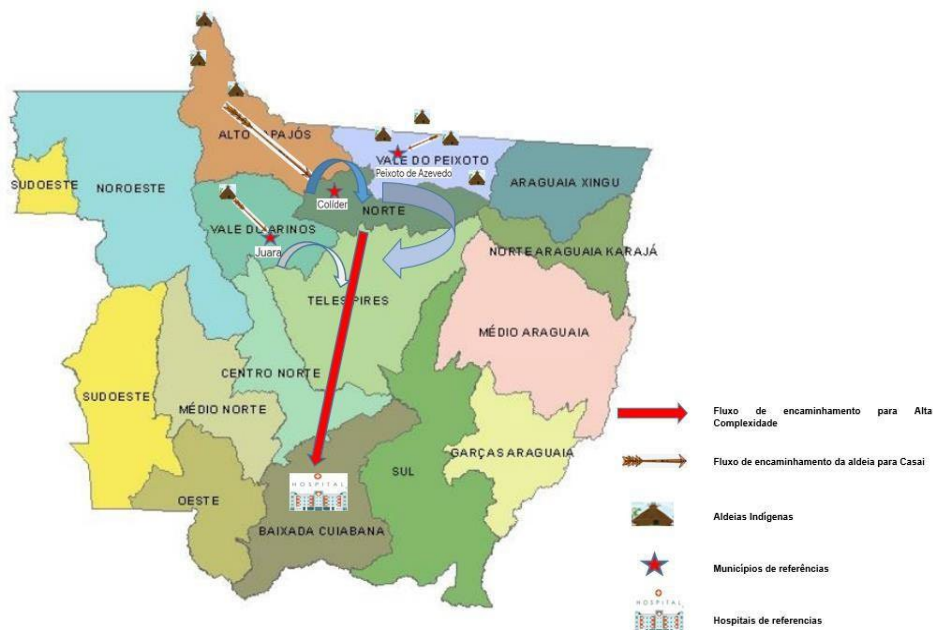 ALTO TAPAJÓS
VALE DO PEIXOTO
Peixoto de Azevedo
SUDOESTE
NOROESTE
ARAGUAIA XINGU
Colíder
NORTE
VALE DO ARINOS
Juara
NORTE ARAGUAIA KARAJÁ
TELES PIRES
MÉDIO ARAGUAIA
CENTRO NORTE
SUDOESTE
MÉDIO NORTE
GARÇAS ARAGUAIA
SUL
HOSPITAL
OESTE
BAIXADA CUIABANA
Fluxo de encaminhamento para Alta
Complexidade
Fluxo de encaminhamento da aldeia para Casai
Aldeias Indígenas
Municípios de referências
HOSPITAL
Hospitais de referencias